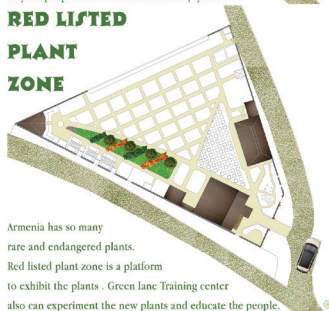 RED LISTED
PLANT
ZONE
Armenia has so many
rare and endangered plants.
Red listed plant zone is a platform
to exhibit the plants . Green lane Training center
also can experiment the new plants and educate the people.